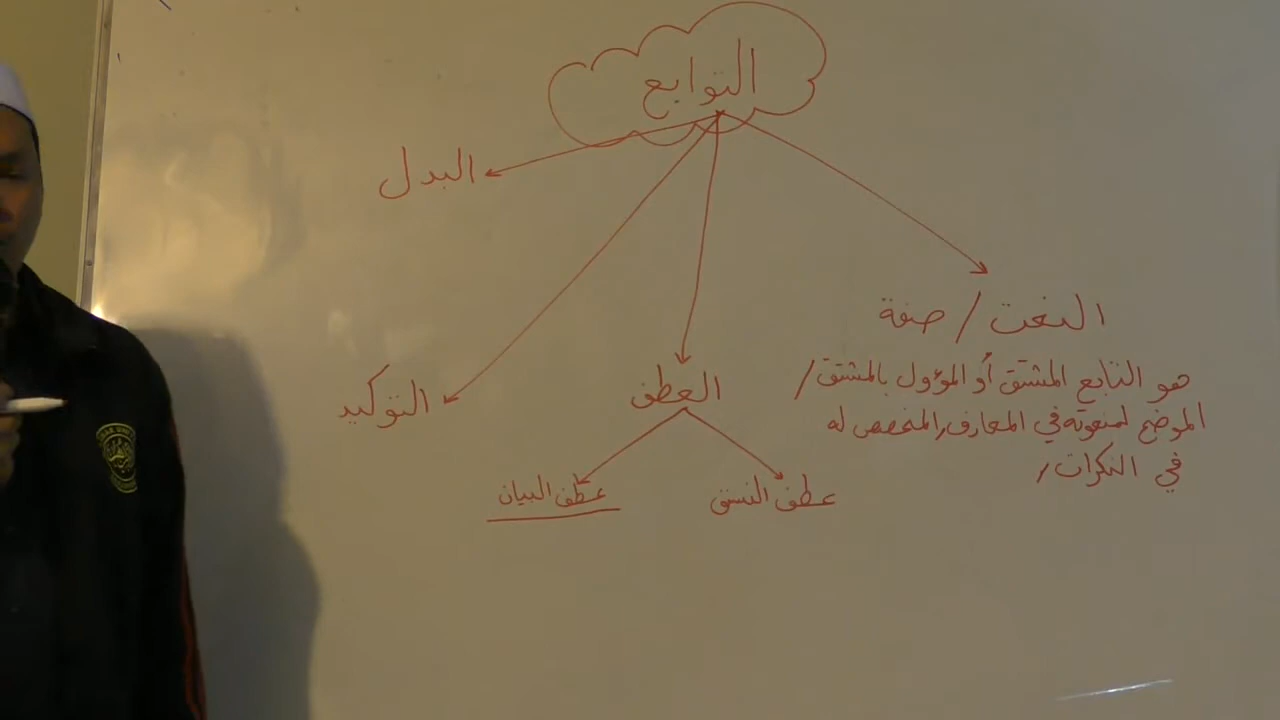 التوابع
البدل
النعت / صفة
هو التابع المشتق أو المؤول بالمشتق /
الموضح لمنعوته في المعارف، المخصص له
في النكرات،
العطف
التوكيد
عطف النسق
عطف البيان